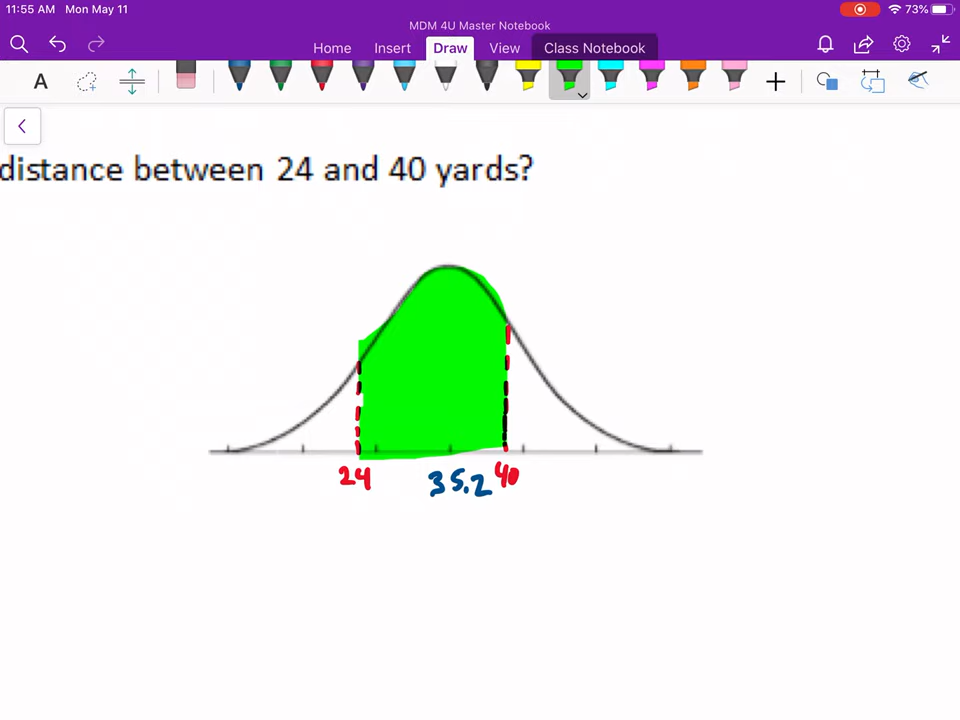 11:55 AM Mon May 11
73%
MDM 4U Master Notebook
Home Insert Draw View Class Notebook
A
distance between 24 and 40 yards?
24 35.2 40